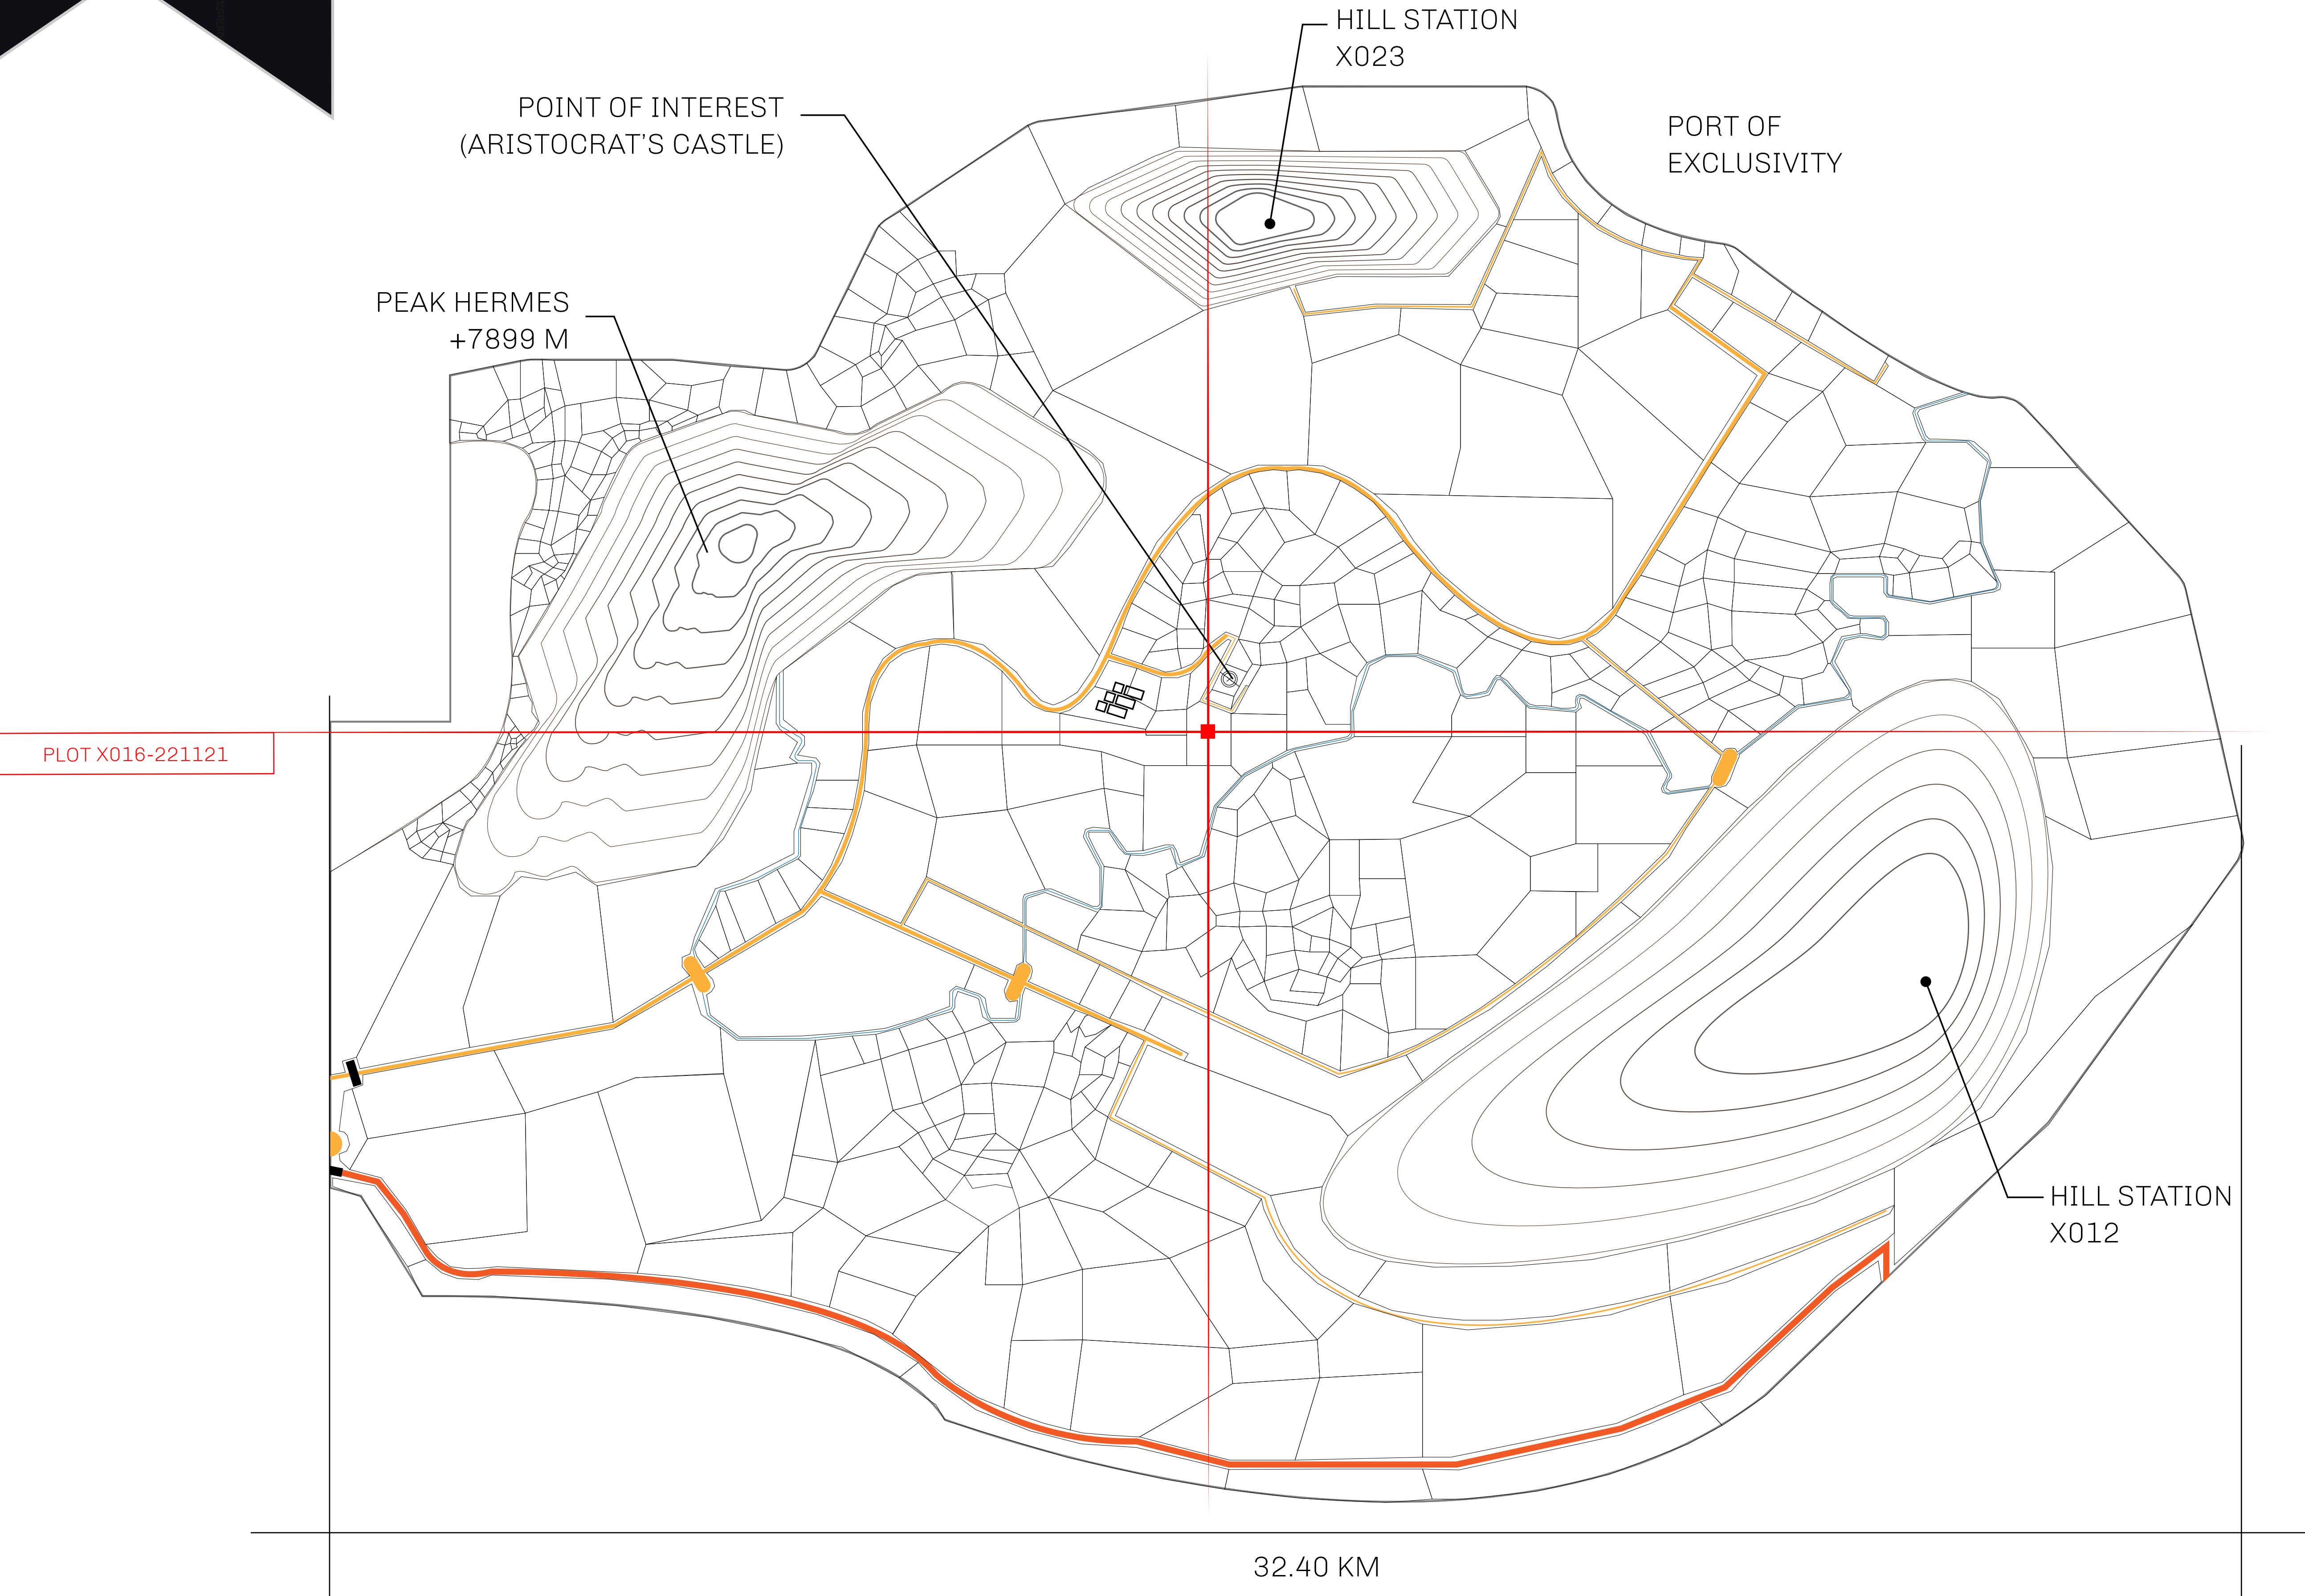 HILL STATION
X023
POINT OF INTEREST
(ARISTOCRAT'S CASTLE)
PORT OF
EXCLUSIVITY
PEAK HERMES
+7899 M
PLOT X016-221121
HILL STATION
X012
32.40 KM